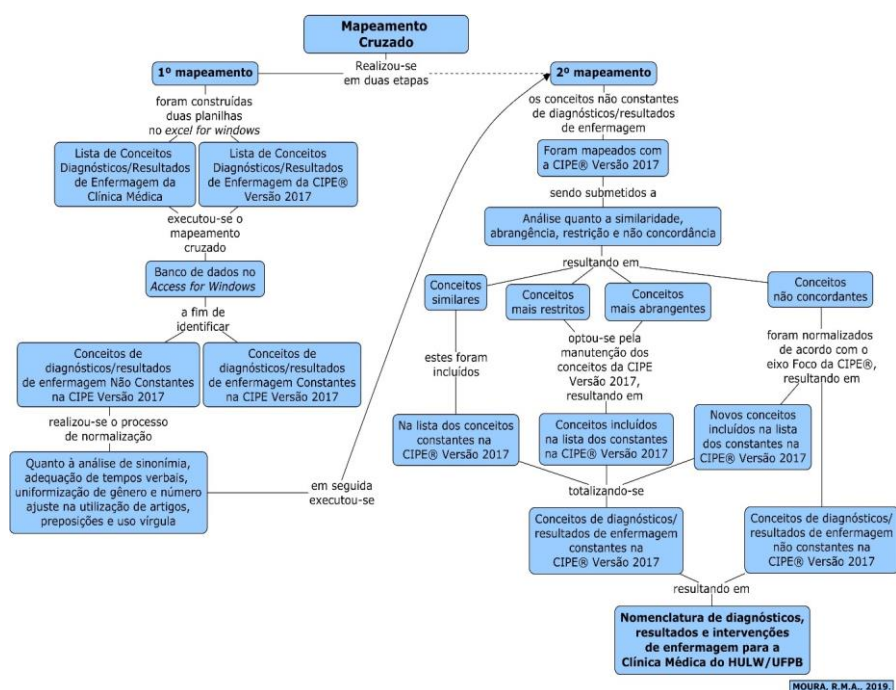 Mapeamento
Cruzado
Realizou-se
em duas etapas
1º mapeamento
foram construídas
duas planilhas
no excel for windows
Lista de Conceitos
Diagnósticos/Resultados
de Enfermagem da
Clínica Médica
Lista de Conceitos
Diagnósticos/Resultados
de Enfermagem da CIPE®
Versão 2017
executou-se o
mapeamento
cruzado
Banco de dados no
Access for Windows
a fim de
identificar
Conceitos de
diagnósticos/resultados
de enfermagem Não Constantes
na CIPE Versão 2017
Conceitos de
diagnósticos/resultados
de enfermagem Constantes
na CIPE Versão 2017
realizou-se o processo
de normalização
Quanto à análise de sinonímia,
adequação de tempos verbais,
uniformização de gênero e número
ajuste na utilização de artigos,
preposições e uso vírgula
em seguida
executou-se
2º mapeamento
os conceitos não constantes
de diagnósticos/resultados
de enfermagem
Foram mapeados com
a CIPE® Versão 2017
sendo submetidos a
Análise quanto a similaridade,
abrangência, restrição e não concordância
resultando em
Conceitos
similares
Conceitos
mais restritos
Conceitos
mais abrangentes
Conceitos
não concordantes
estes foram
incluídos
optou-se pela
manutenção dos
conceitos da CIPE
Versão 2017,
resultando em
foram normalizados
de acordo com o
eixo Foco da CIPE®,
resultando em
Na lista dos conceitos
constantes na
CIPE® Versão 2017
Conceitos incluídos
na lista dos constantes
na CIPE® Versão 2017
Novos conceitos
incluídos na lista
dos constantes na
CIPE® Versão 2017
totalizando-se
Conceitos de diagnósticos/
resultados de enfermagem
constantes na
CIPE® Versão 2017
Conceitos de diagnósticos/
resultados de enfermagem
não constantes na
CIPE® Versão 2017
resultando em
Nomenclatura de diagnósticos,
resultados e intervenções
de enfermagem para a
Clínica Médica do HULW/UFPB
MOURA, R.M.A., 2019.